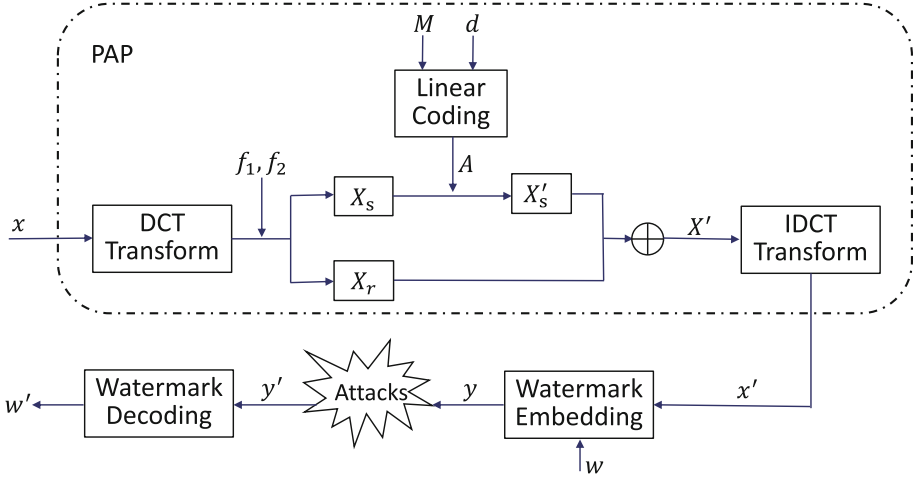 PAP
M
d
Linear
Coding
A
f₁, f₂
Xₛ
X′ₛ
x
DCT
Transform
X′
IDCT
Transform
Xᵣ
Watermark
Decoding
w′
y′
Attacks
y
Watermark
Embedding
x′
w